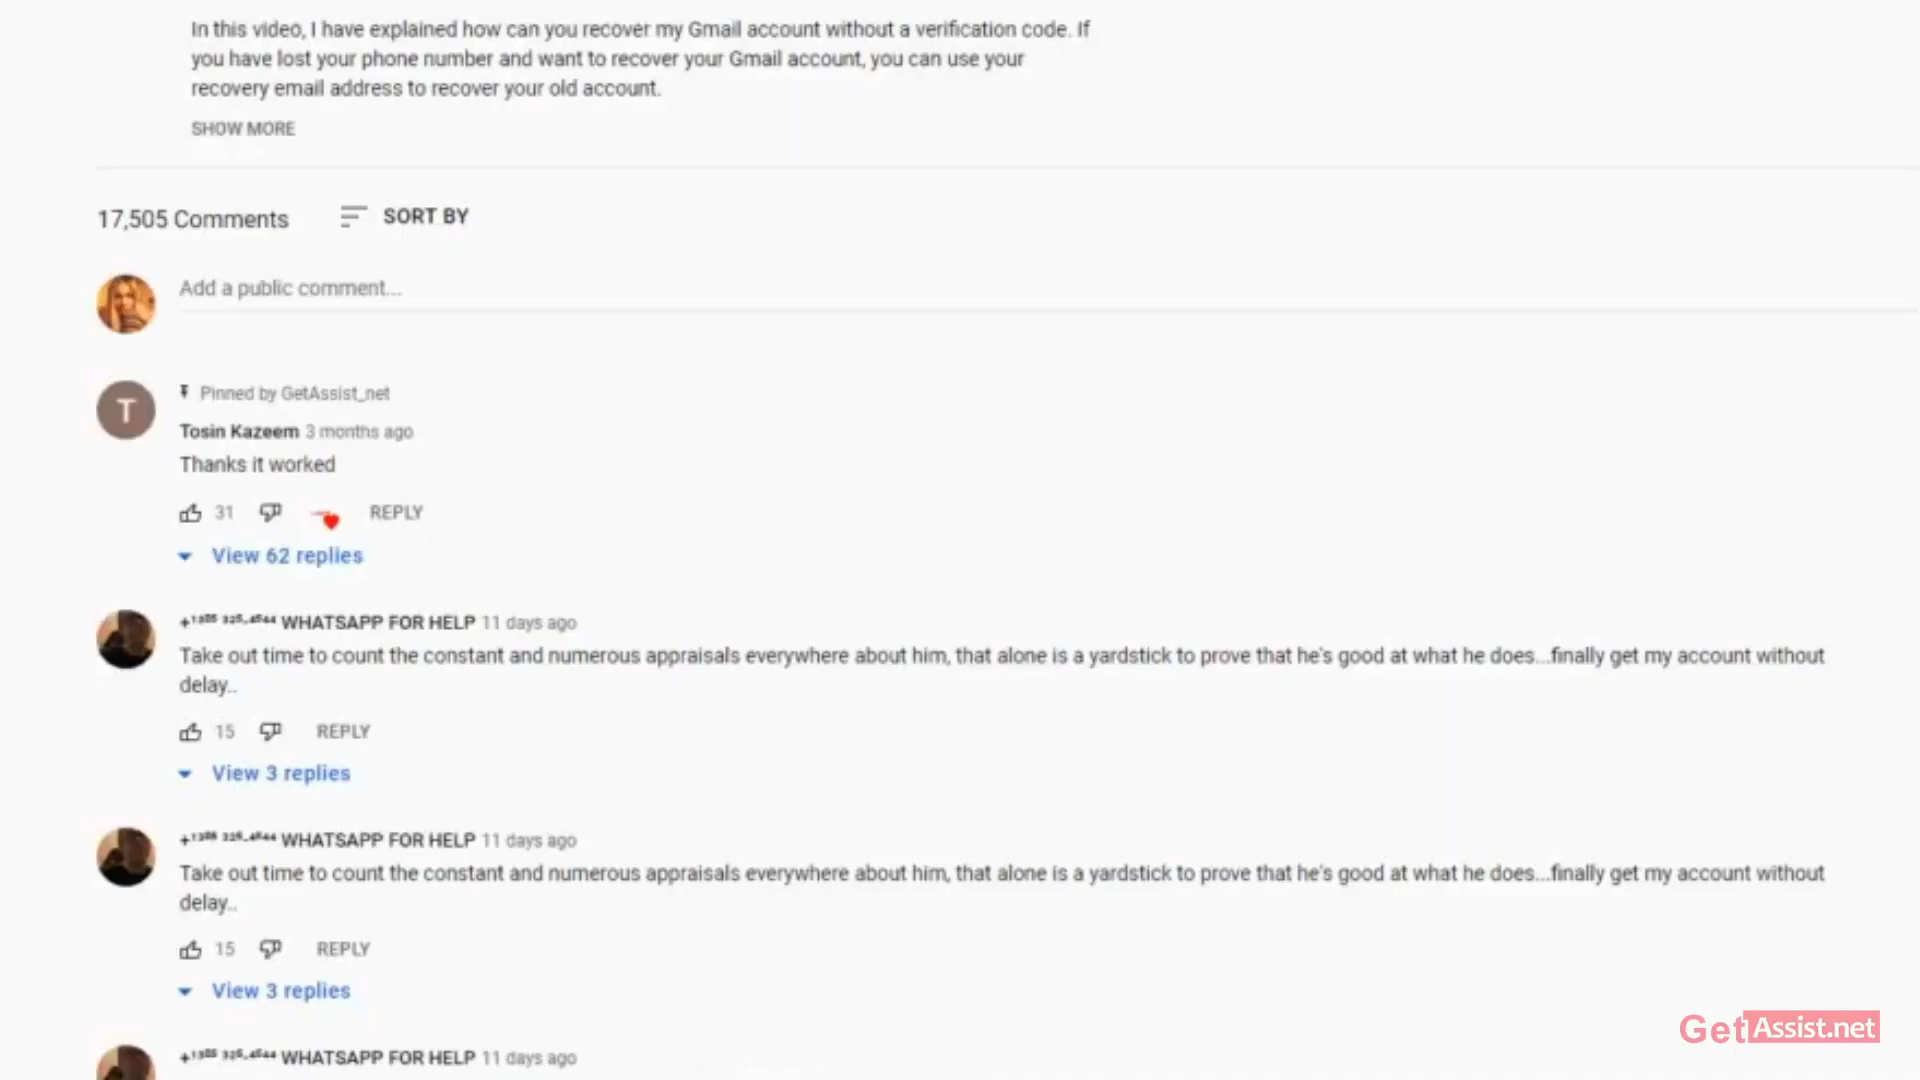 In this video, I have explained how can you recover my Gmail account without a verification code. If
you have lost your phone number and want to recover your Gmail account, you can use your
recovery email address to recover your old account.
SHOW MORE
17,505 Comments
SORT BY
Add a public comment...
T
Pinned by GetAssist_net
Tosin Kazeem 3 months ago
Thanks it worked
31 REPLY
View 62 replies
WHATSAPP FOR HELP 11 days ago
Take out time to count the constant and numerous appraisals everywhere about him, that alone is a yardstick to prove that he's good at what he does...finally get my account without
delay..
15 REPLY
View 3 replies
WHATSAPP FOR HELP 11 days ago
Take out time to count the constant and numerous appraisals everywhere about him, that alone is a yardstick to prove that he's good at what he does...finally get my account without
delay..
15 REPLY
View 3 replies
WHATSAPP FOR HELP 11 days ago
GetAssist.net